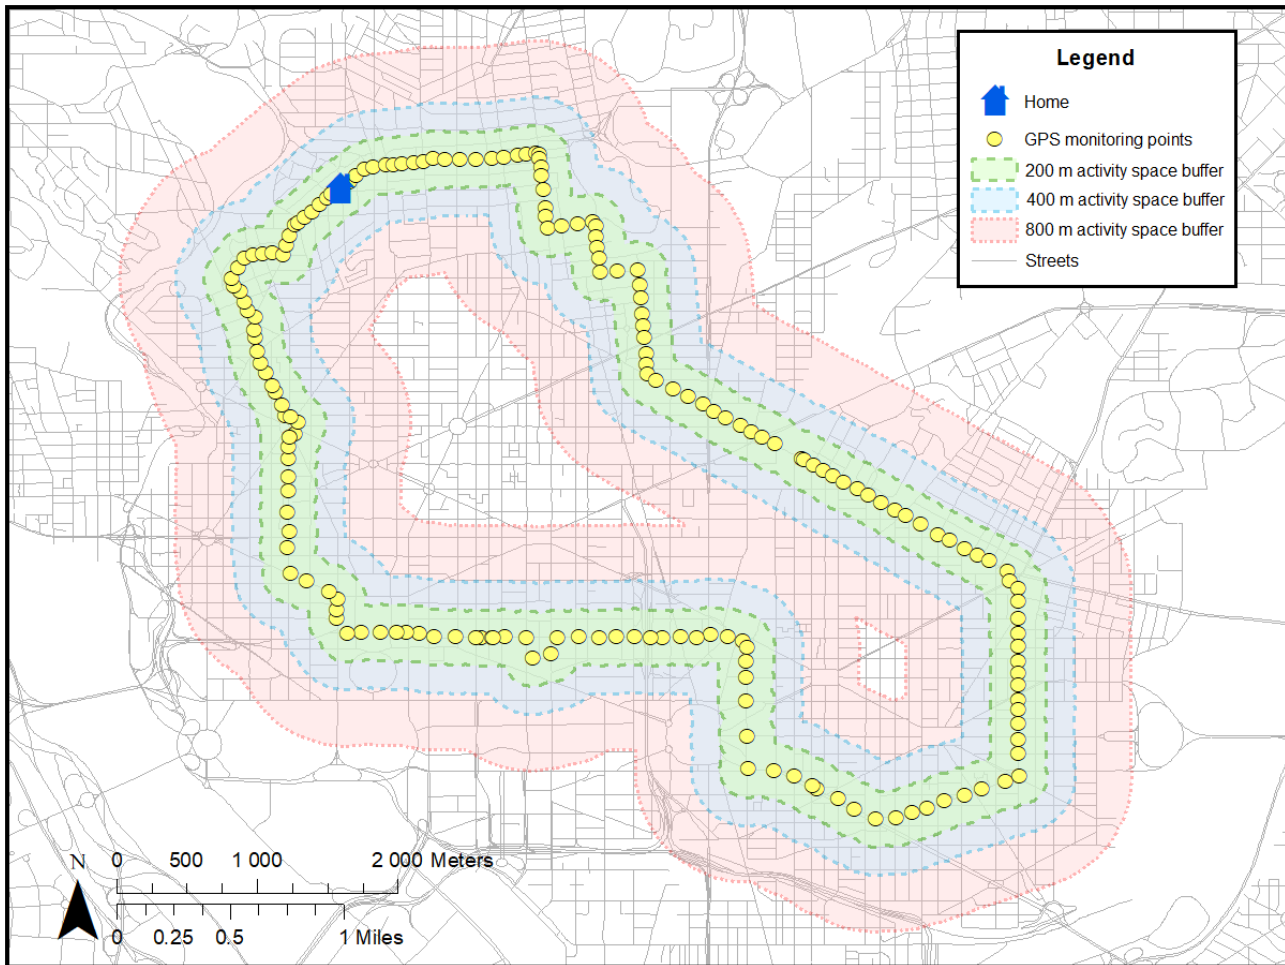 Legend
Home
GPS monitoring points
200 m activity space buffer
400 m activity space buffer
800 m activity space buffer
Streets
N
0 500 1 000 2 000 Meters
0 0.25 0.5 1 Miles